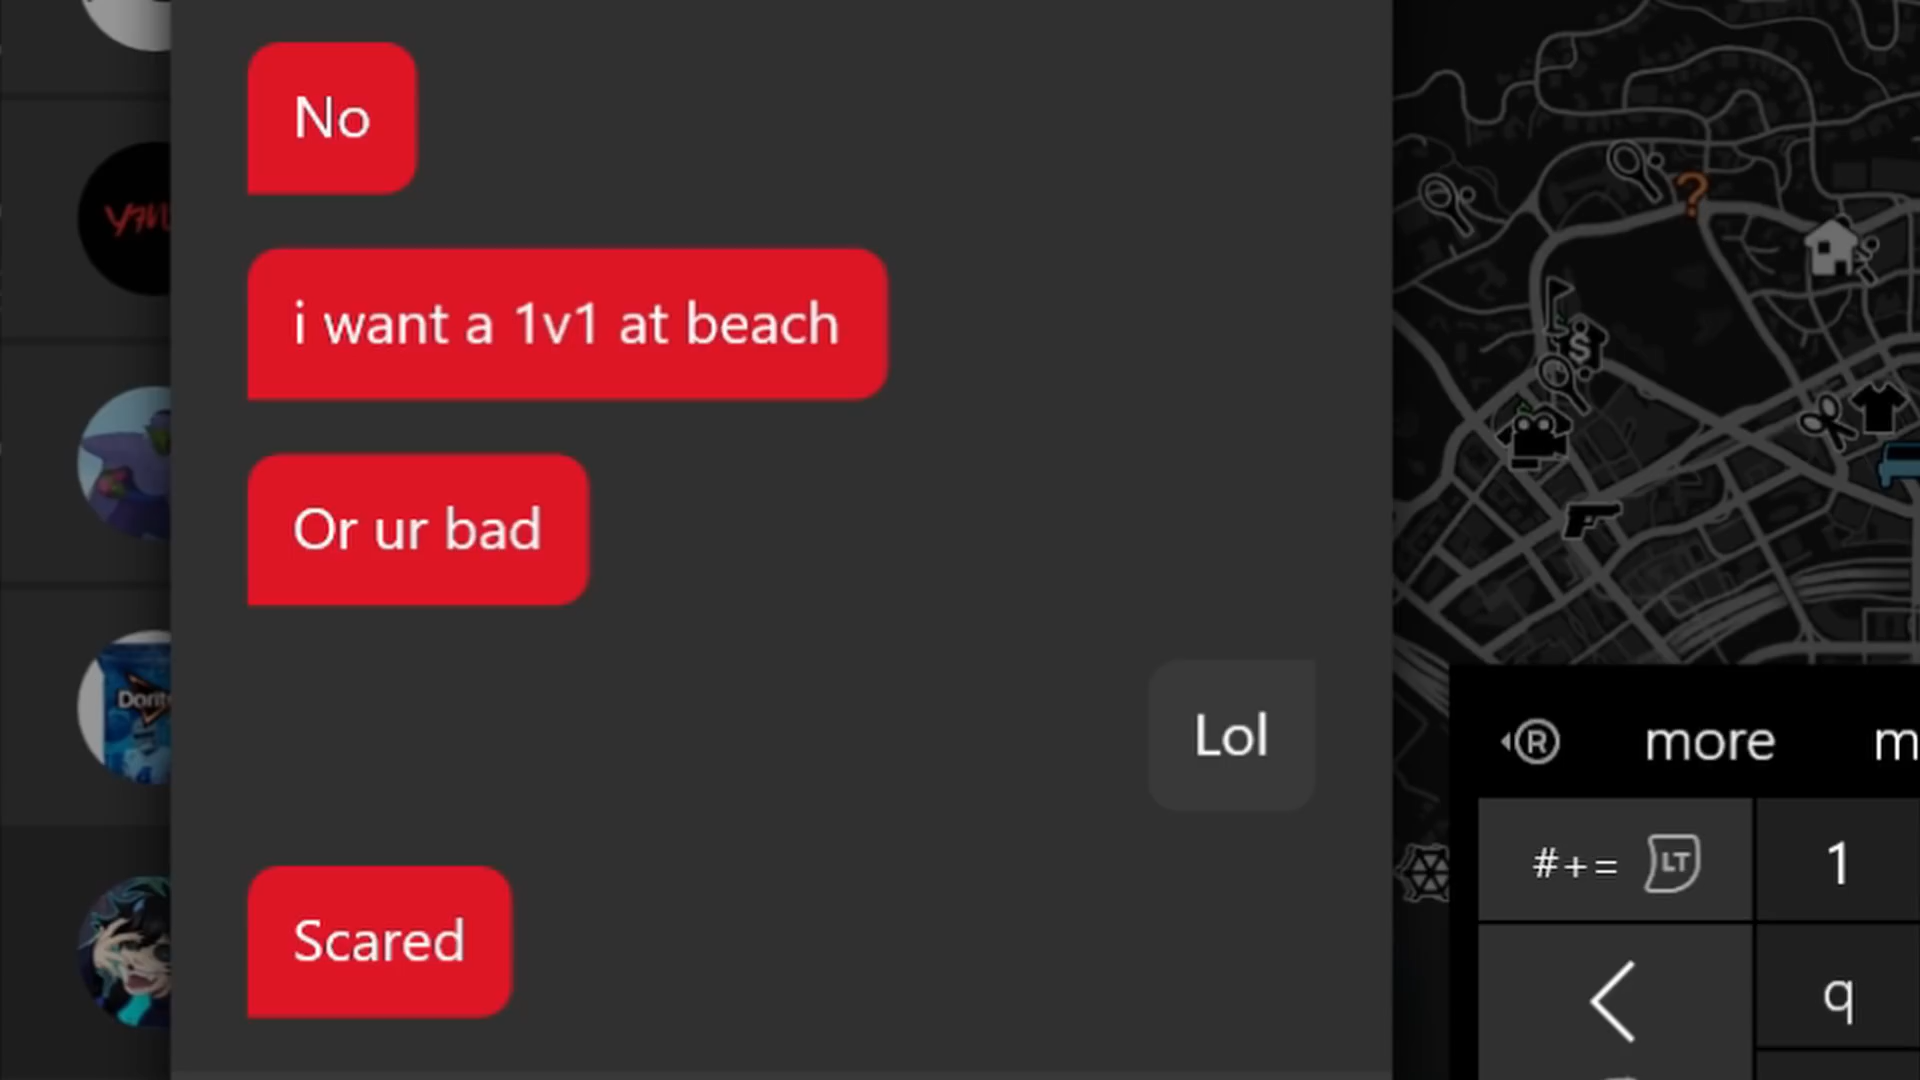 No
i want a 1v1 at beach
Or ur bad
Lol
Scared
more
#+= LT 1
q